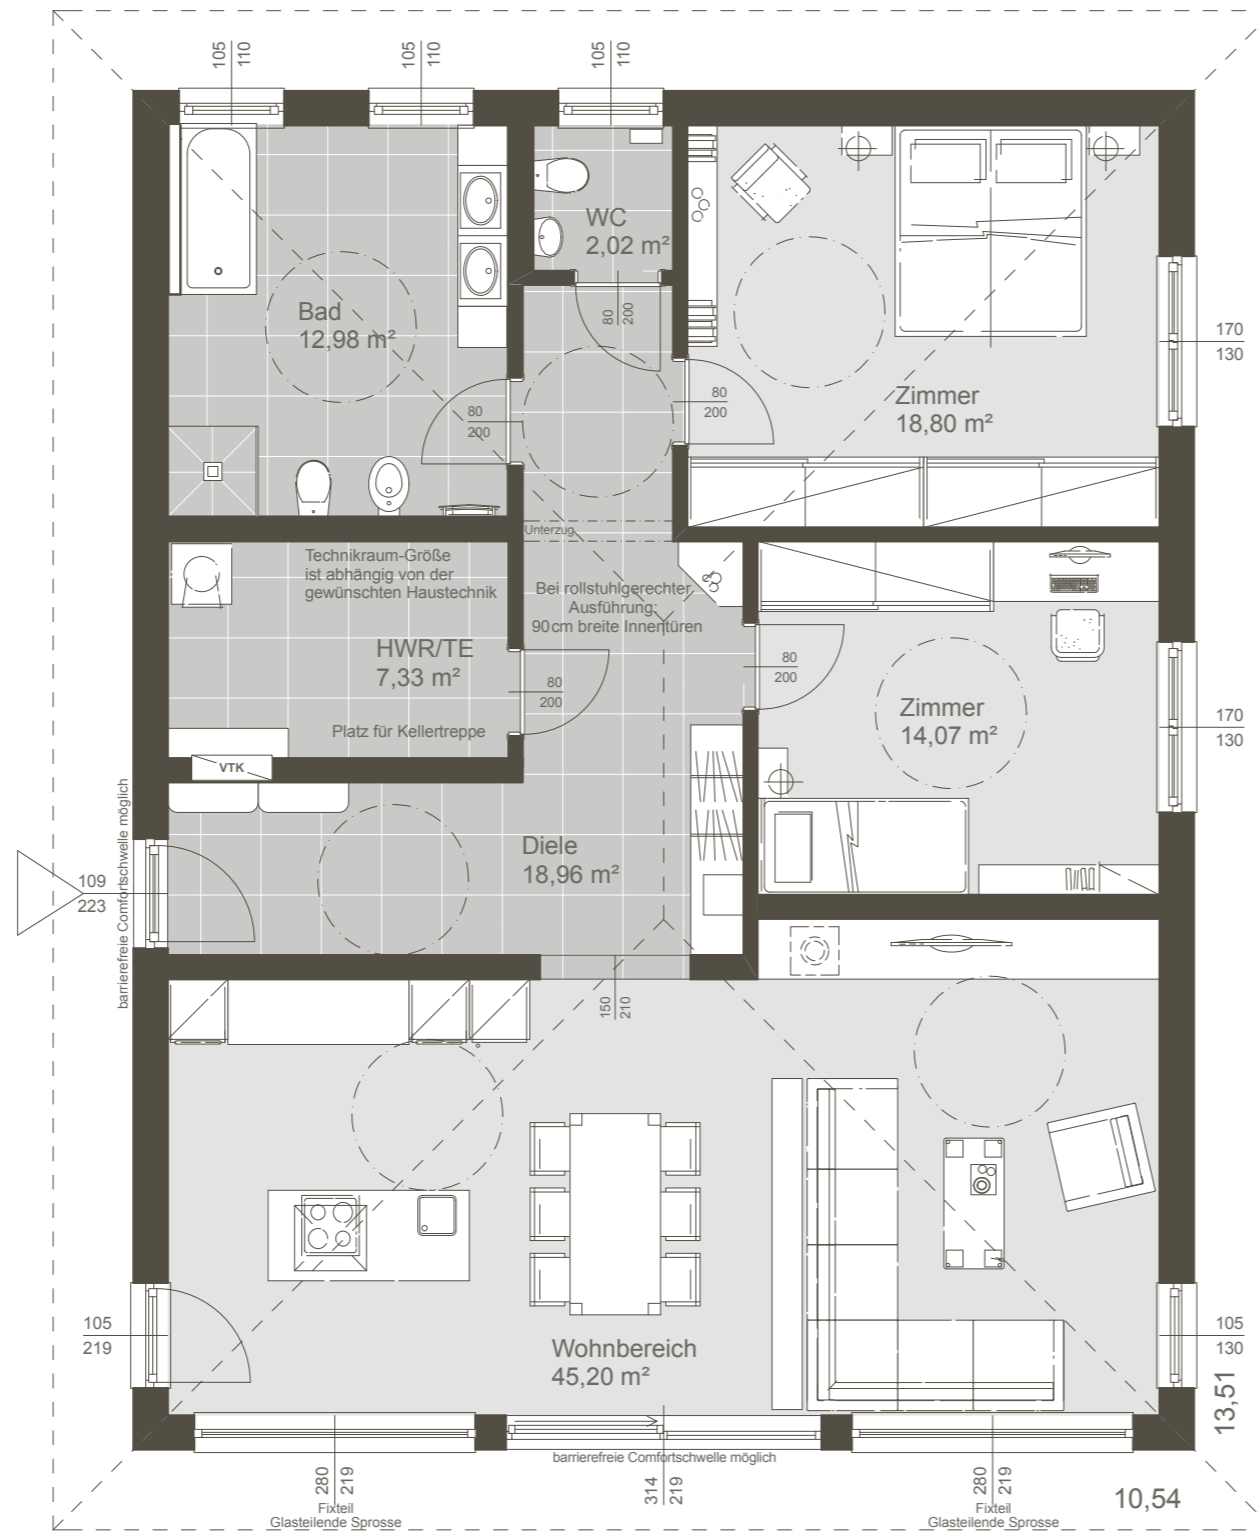 105
110
105
110
105
110
WC
2,02 m²
Bad
12,98 m²
80
200
170
130
80
200
80
200
Zimmer
18,80 m²
Unterzug
Technikraum-Größe
ist abhängig von der
gewünschten Haustechnik
Bei rollstuhlgerechter
Ausführung:
90cm breite Innentüren
HWR/TE
7,33 m²
80
200
80
200
Zimmer
14,07 m²
170
130
Platz für Kellertreppe
VTK
barrierefreie Comfortschwelle möglich
Diele
18,96 m²
109
223
150
210
105
219
Wohnbereich
45,20 m²
105
130
13,51
barrierefreie Comfortschwelle möglich
280
219
Fixteil
Glasteilende Sprosse
314
219
280
219
Fixteil
Glasteilende Sprosse
10,54